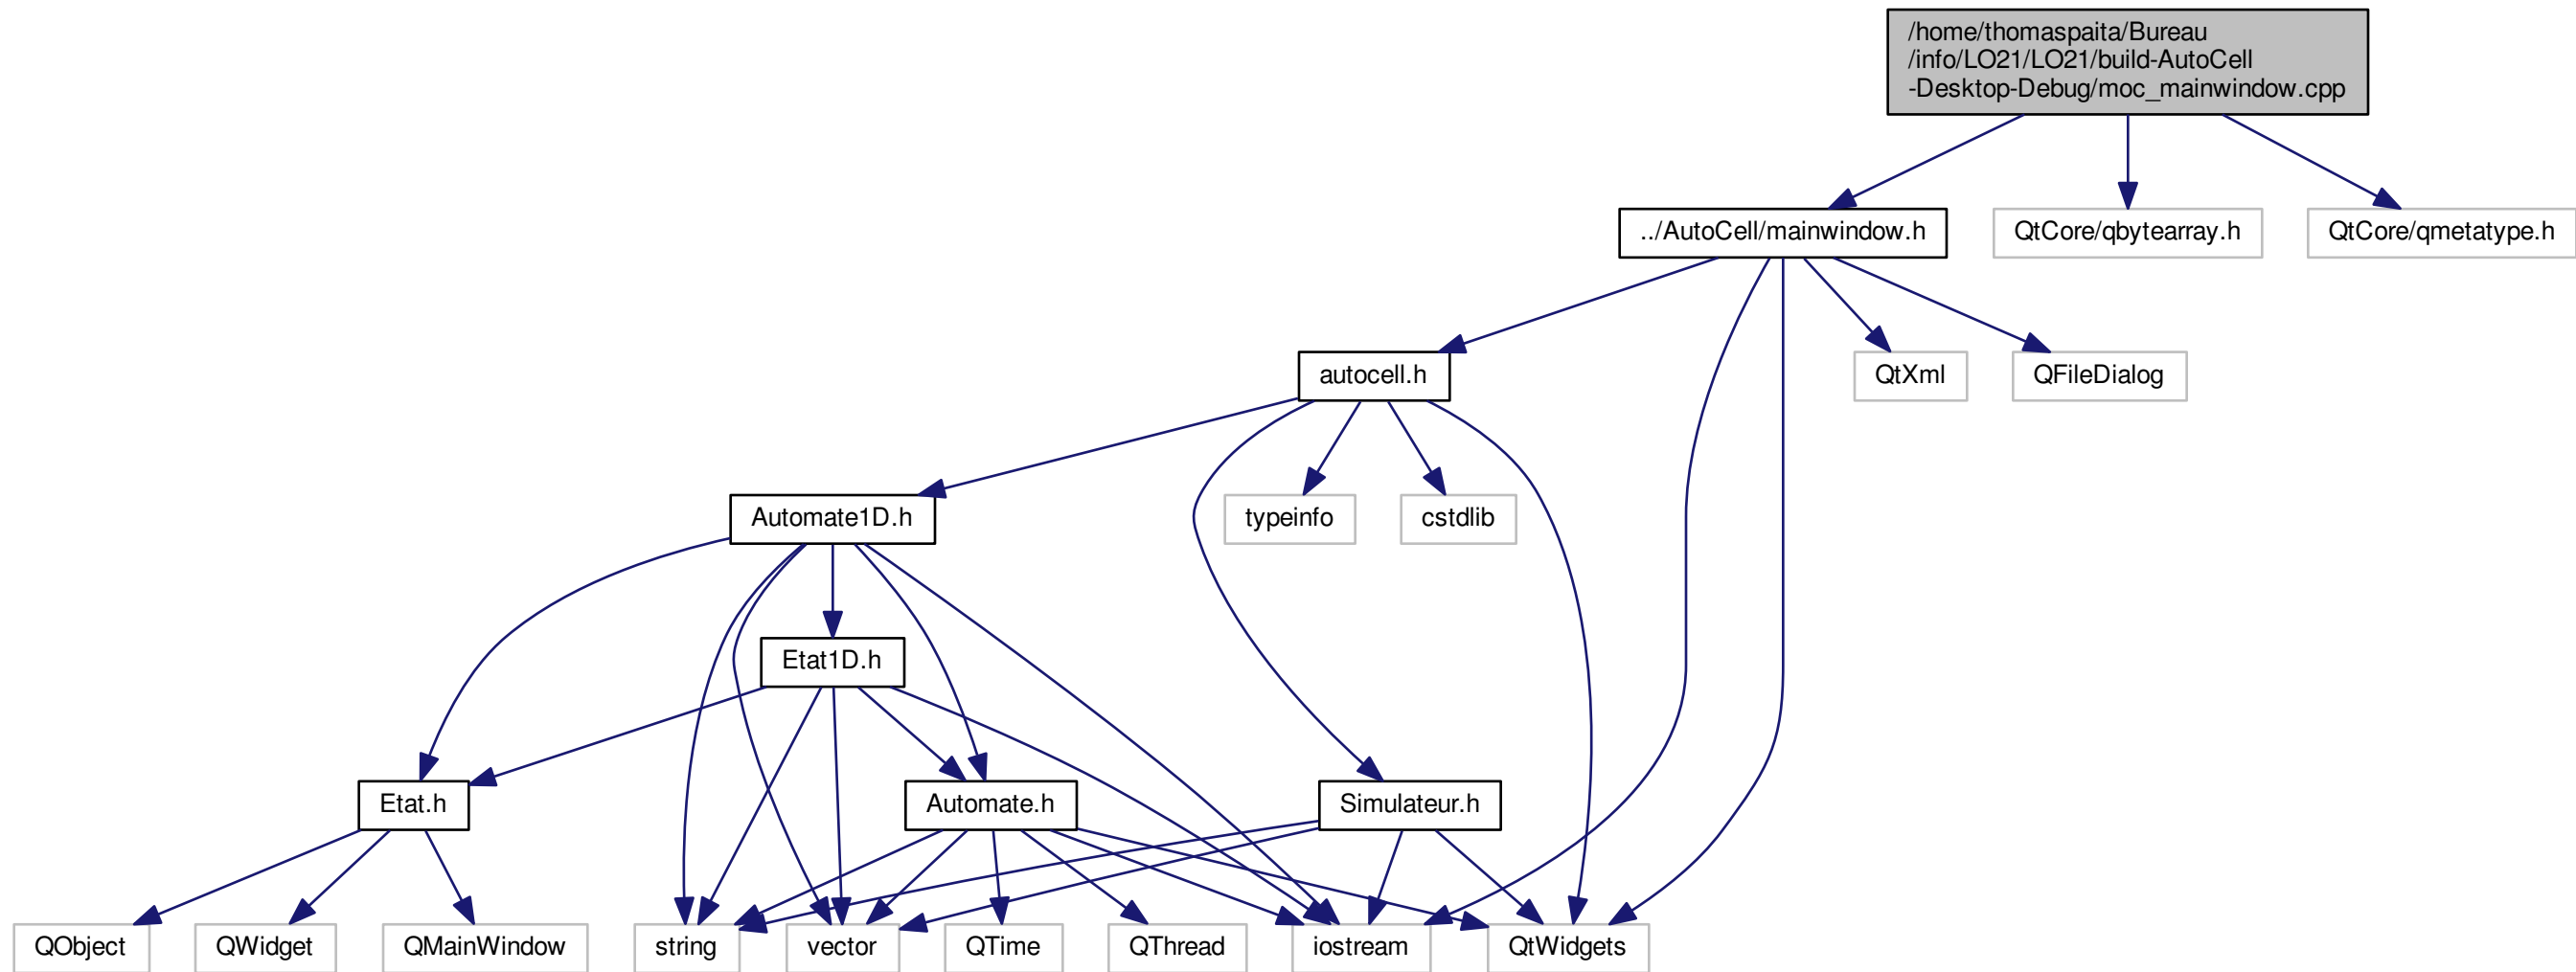 /home/thomaspaita/Bureau
/info/LO21/LO21/build-AutoCell
-Desktop-Debug/moc_mainwindow.cpp
../AutoCell/mainwindow.h
QtCore/qbytearray.h
QtCore/qmetatype.h
autocell.h
QtXml
QFileDialog
Automate1D.h
typeinfo
cstdlib
Etat1D.h
Etat.h
Automate.h
Simulateur.h
QObject
QWidget
QMainWindow
string
vector
QTime
QThread
iostream
QtWidgets